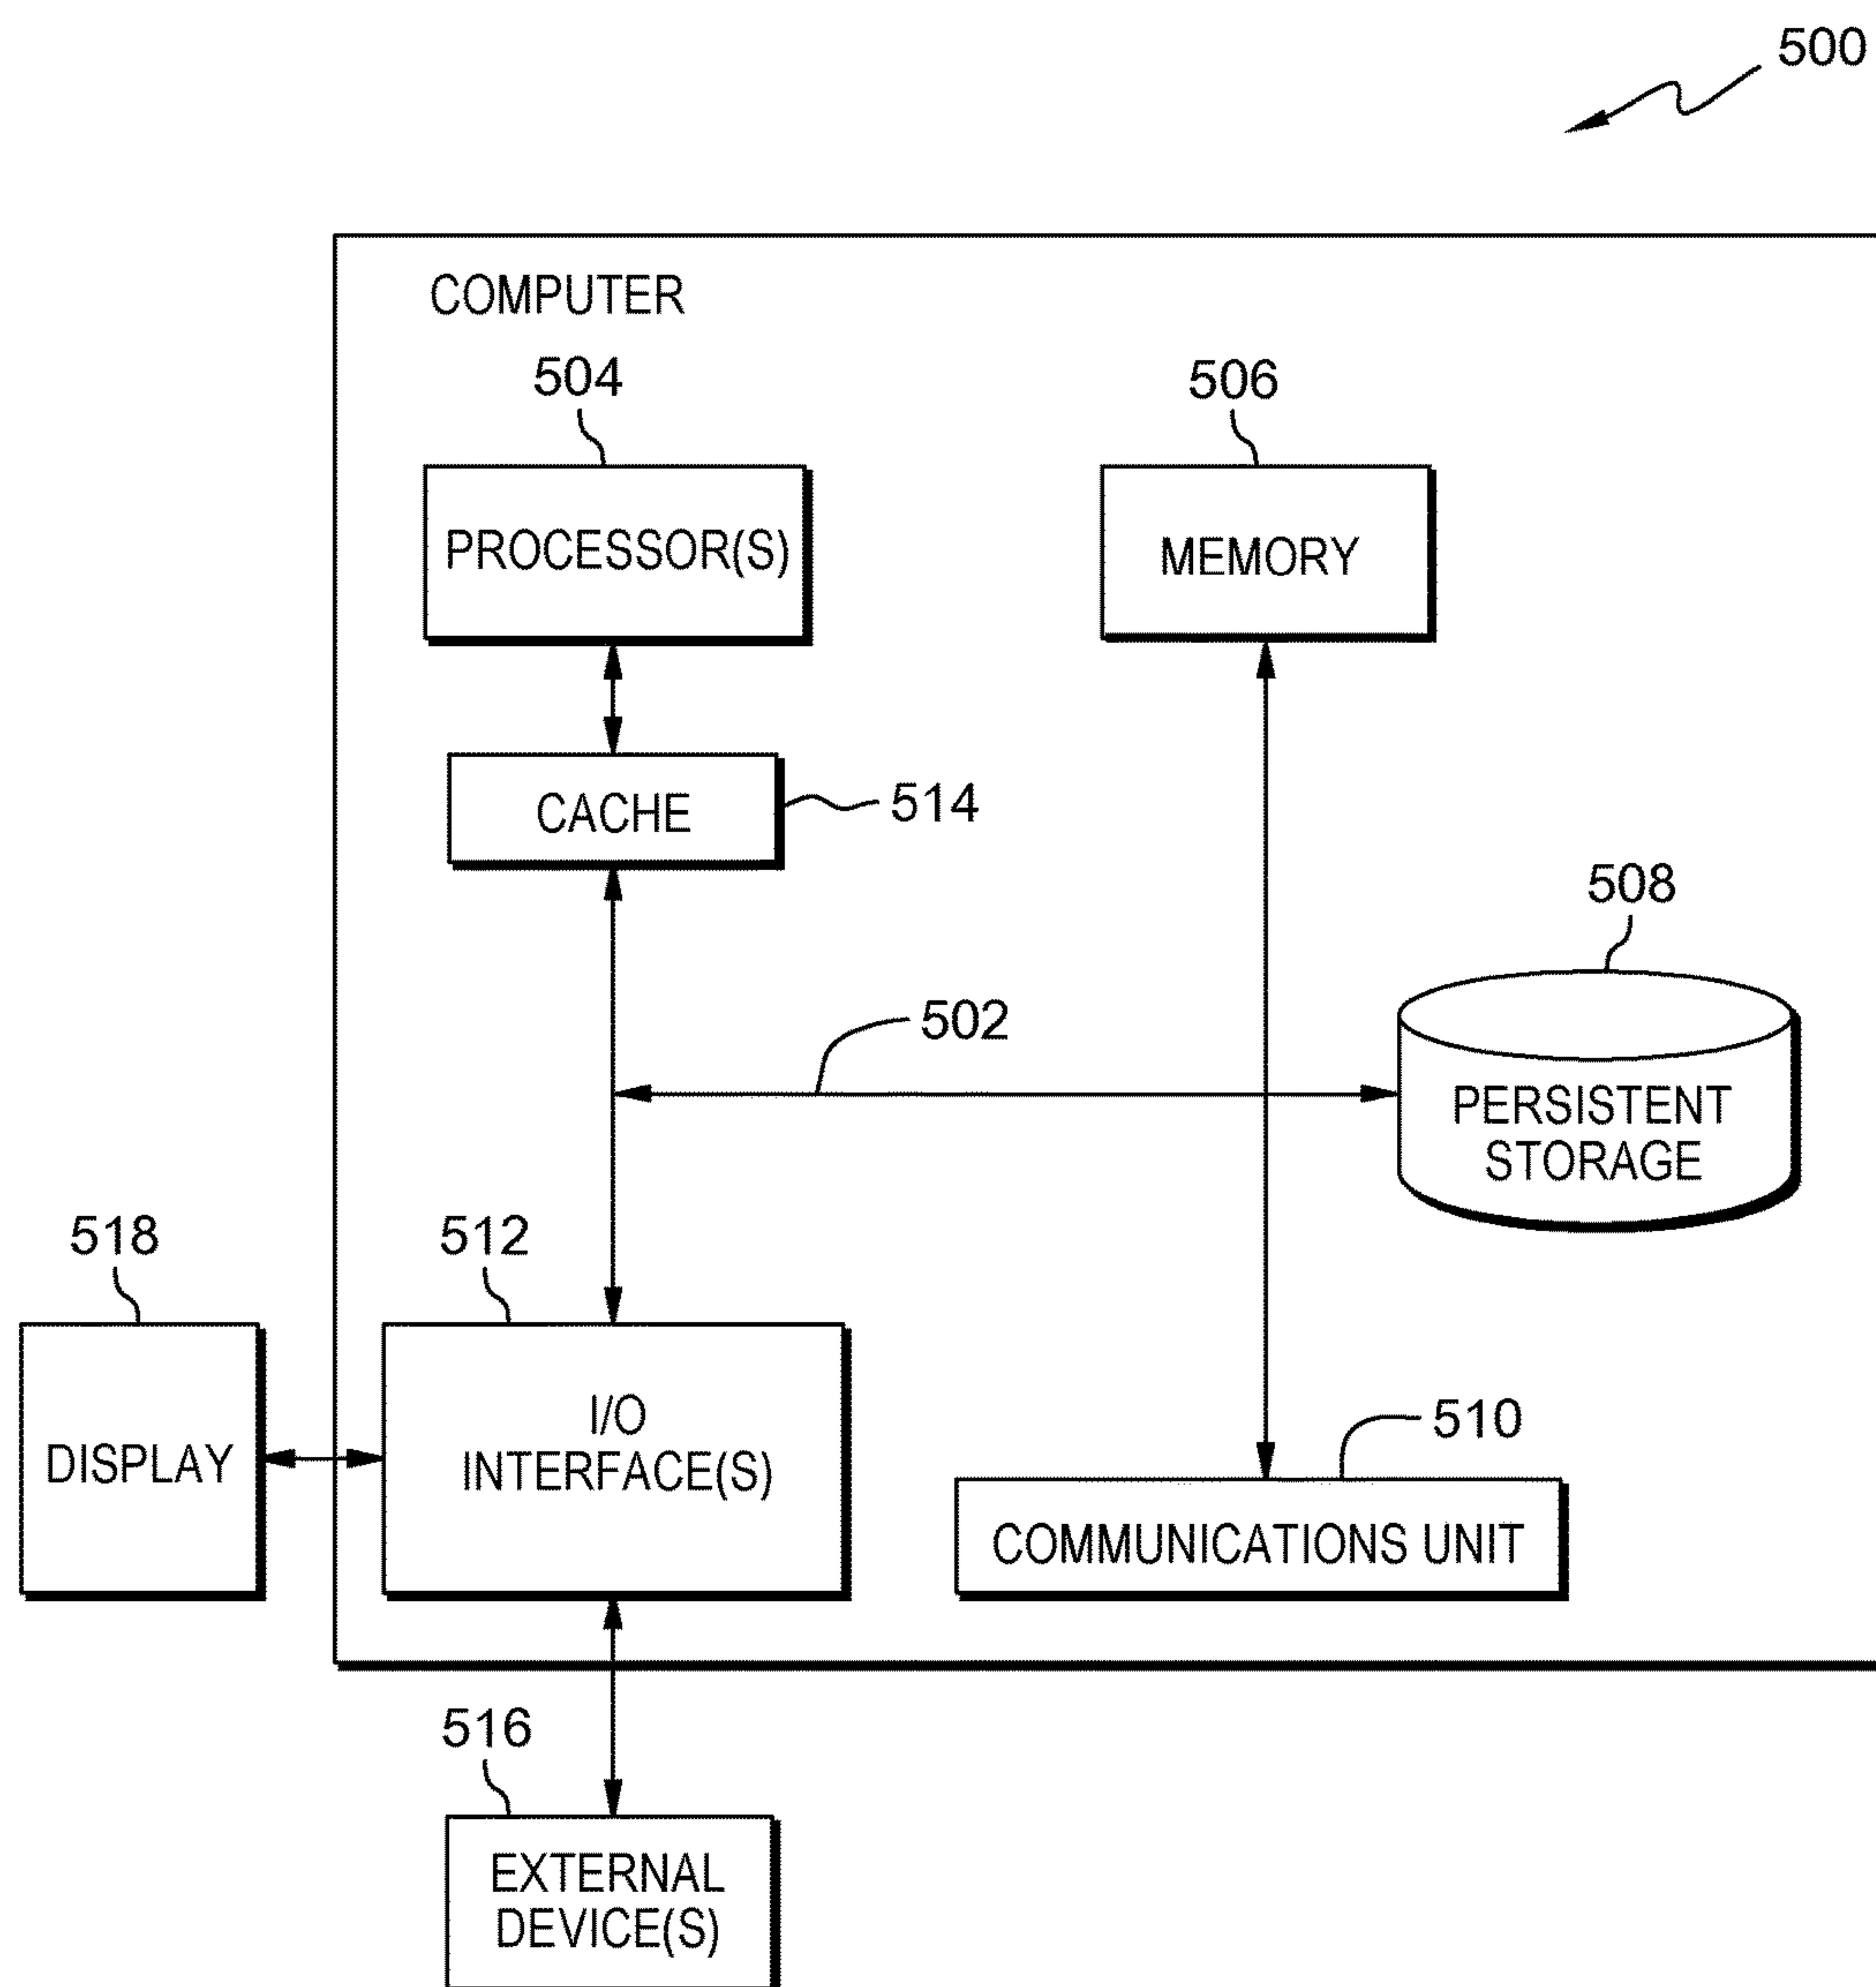 500
COMPUTER
504
506
PROCESSOR(S)
MEMORY
CACHE
514
508
502
PERSISTENT
STORAGE
518
512
I/O
INTERFACE(S)
DISPLAY
510
COMMUNICATIONS UNIT
516
EXTERNAL
DEVICE(S)